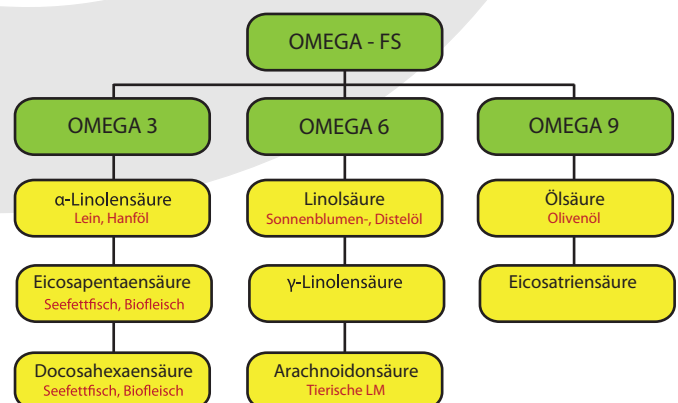 OMEGA - FS
OMEGA 3
OMEGA 6
OMEGA 9
α-Linolensäure
Lein, Hanföl
Linolsäure
Sonnenblumen-, Distelöl
Ölsäure
Olivenöl
Eicosapentaensäure
Seefettfisch, Biofleisch
γ-Linolensäure
Eicosatriensäure
Docosahexaensäure
Seefettfisch, Biofleisch
Arachnoidonsäure
Tierische LM